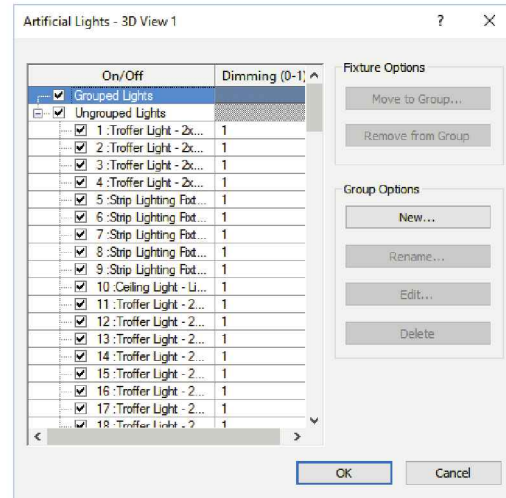 Artificial Lights - 3D View 1 ? X
On/Off Dimming (0-1)
Grouped Lights
Ungrouped Lights
1 :Troffer Light - 2x... 1
2 :Troffer Light - 2x... 1
3 :Troffer Light - 2x... 1
4 :Troffer Light - 2x... 1
5 :Strip Lighting Fixt... 1
6 :Strip Lighting Fixt... 1
7 :Strip Lighting Fixt... 1
8 :Strip Lighting Fixt... 1
9 :Strip Lighting Fixt... 1
10 :Ceiling Light - Li... 1
11 :Troffer Light - 2... 1
12 :Troffer Light - 2... 1
13 :Troffer Light - 2... 1
14 :Troffer Light - 2... 1
15 :Troffer Light - 2... 1
16 :Troffer Light - 2... 1
17 :Troffer Light - 2... 1
18 :Troffer Light - 2... 1
Fixture Options
Move to Group...
Remove from Group
Group Options
New...
Rename...
Edit...
Delete
OK Cancel